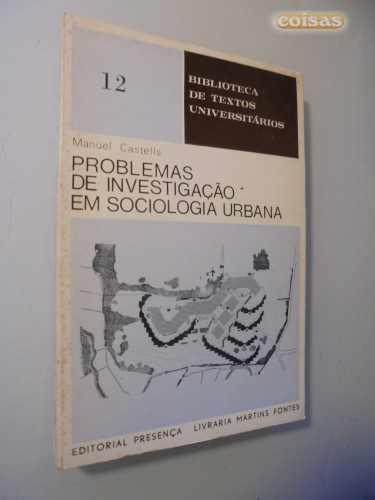 coisas
12
BIBLIOTECA
DE TEXTOS
UNIVERSITÁRIOS
Manuel Castells
PROBLEMAS
DE INVESTIGAÇÃO
EM SOCIOLOGIA URBANA
EDITORIAL PRESENÇA LIVRARIA MARTINS FONTES